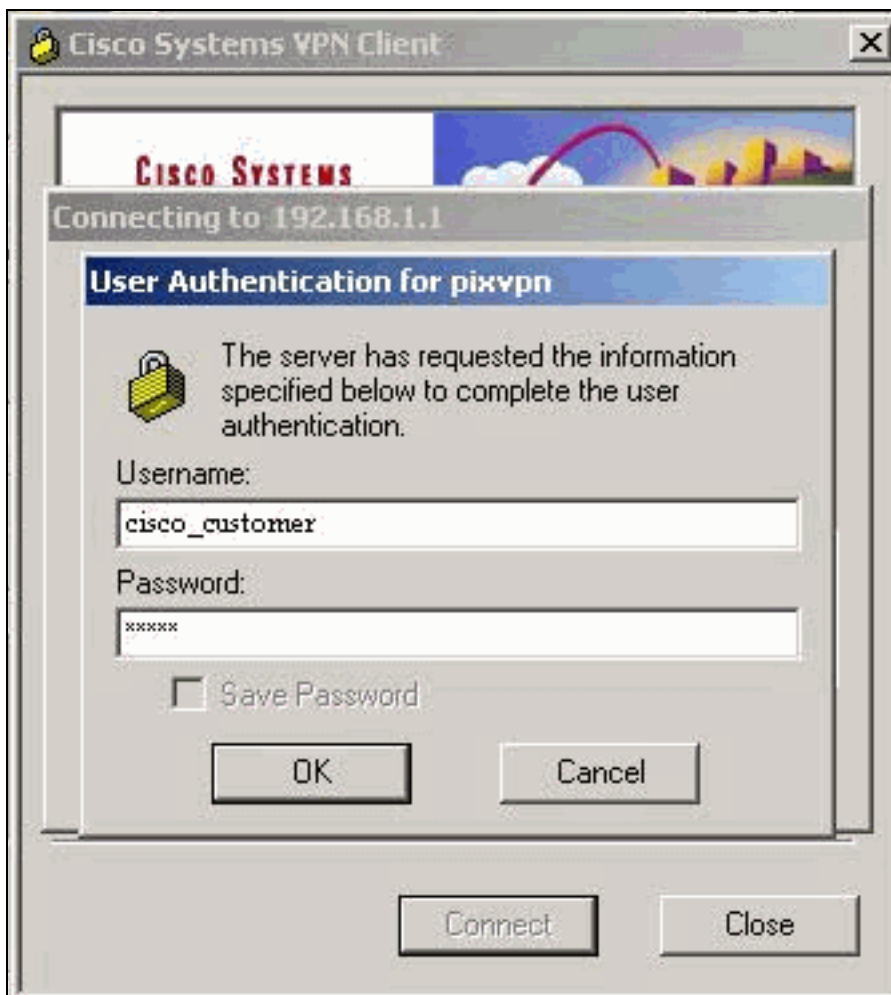 Cisco Systems VPN Client
CISCO SYSTEMS
Connecting to 192.168.1.1
User Authentication for pixvpn
The server has requested the information
specified below to complete the user
authentication.
Username:
cisco_customer
Password:
*****
Save Password
OK
Cancel
Connect
Close